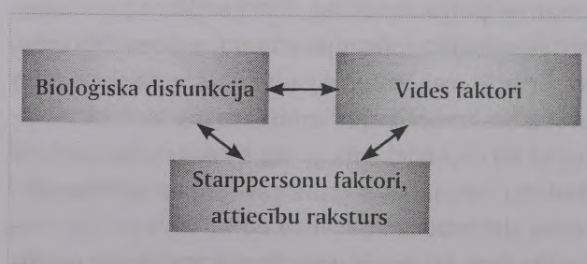 Bioloģiska disfunkcija
Vides faktori
Starppersonu faktori,
attiecību raksturs